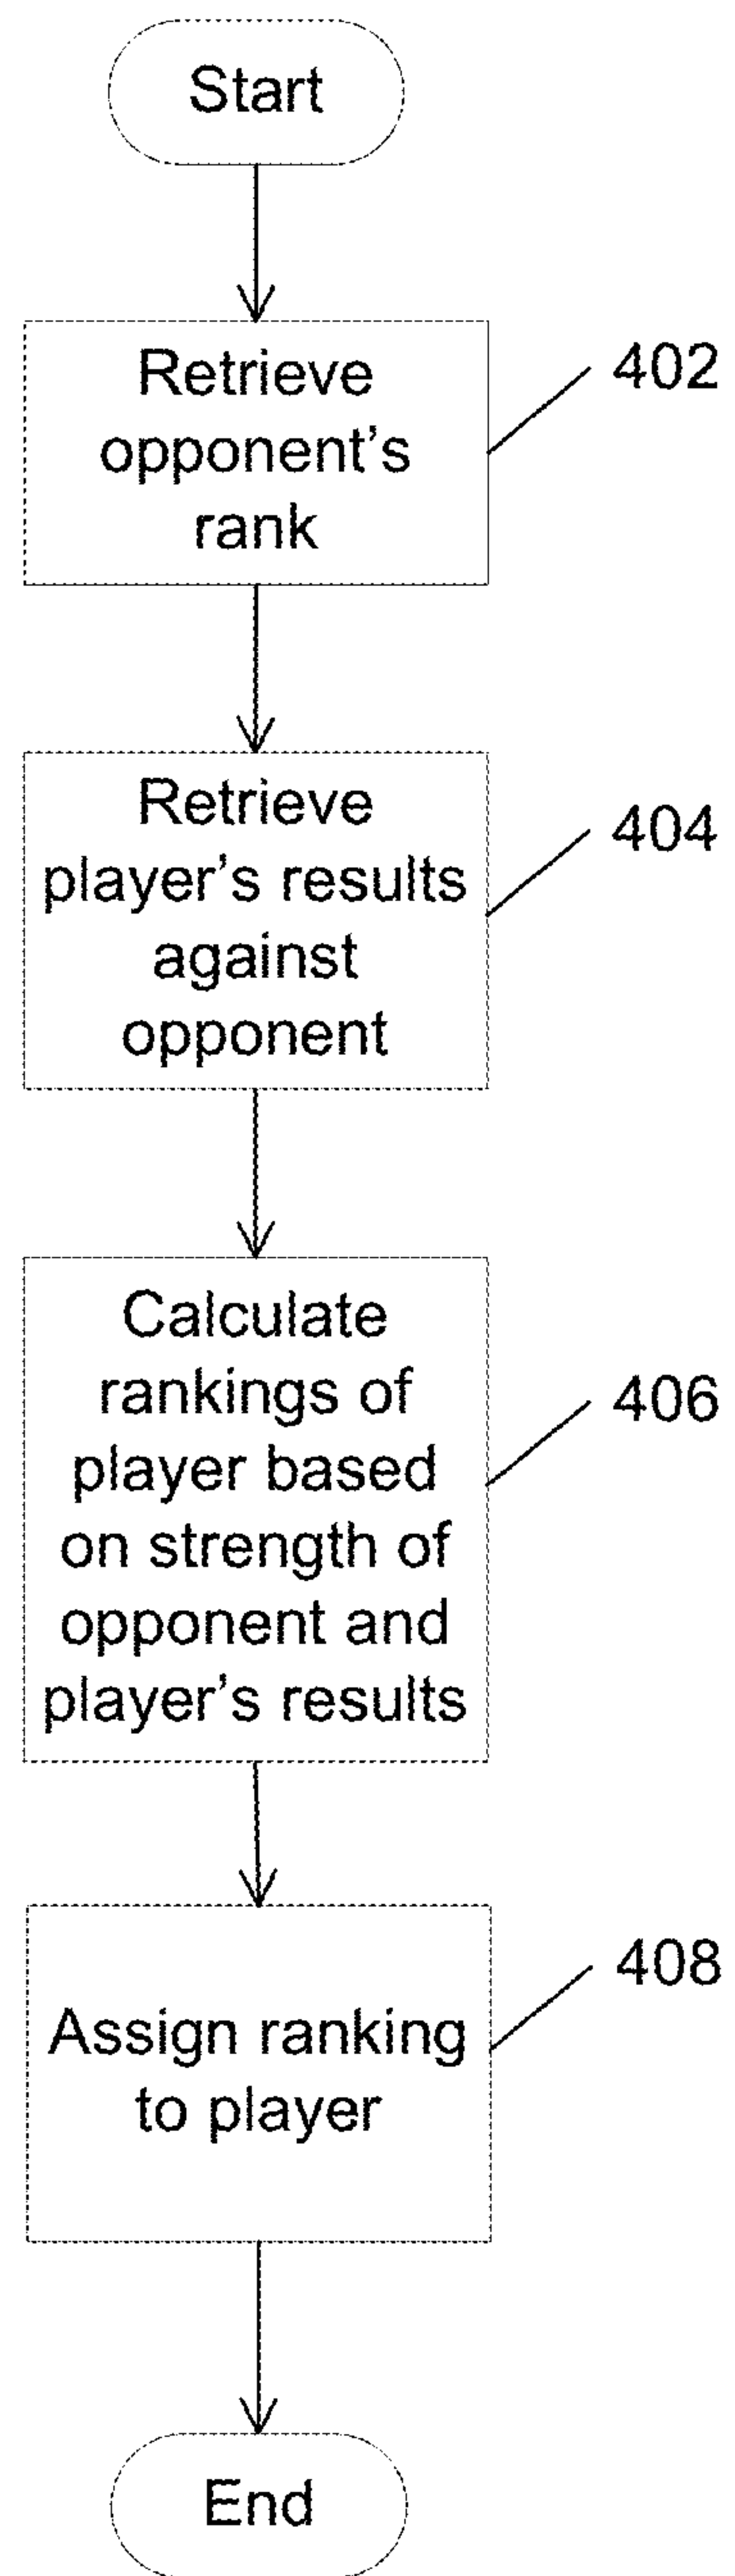 Start
Retrieve
opponent's
rank
402
Retrieve
player's results
against
opponent
404
Calculate
rankings of
player based
on strength of
opponent and
player's results
406
Assign ranking
to player
408
End